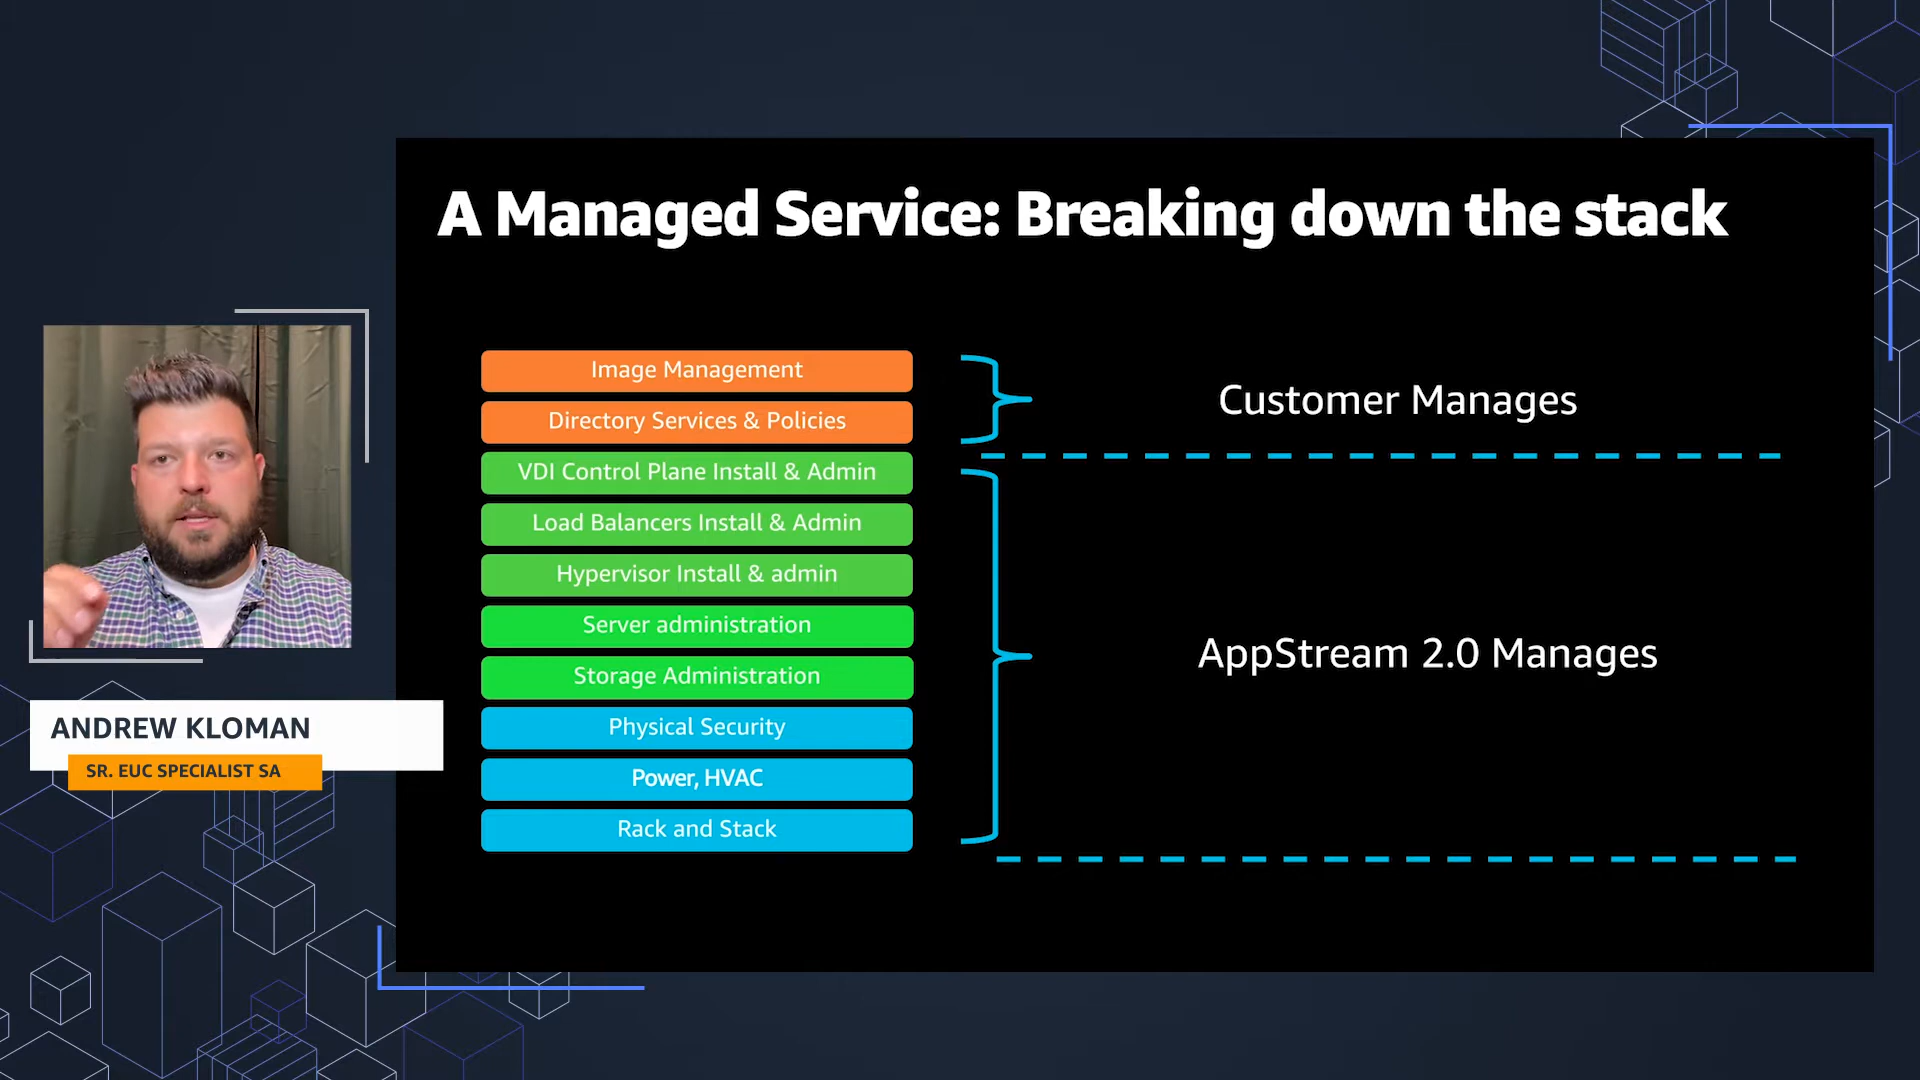 A Managed Service: Breaking down the stack
Image Management
Directory Services & Policies
VDI Control Plane Install & Admin
Load Balancers Install & Admin
Hypervisor Install & admin
Server administration
Storage Administration
Physical Security
Power, HVAC
Rack and Stack
Customer Manages
AppStream 2.0 Manages
ANDREW KLOMAN
SR. EUC SPECIALIST SA